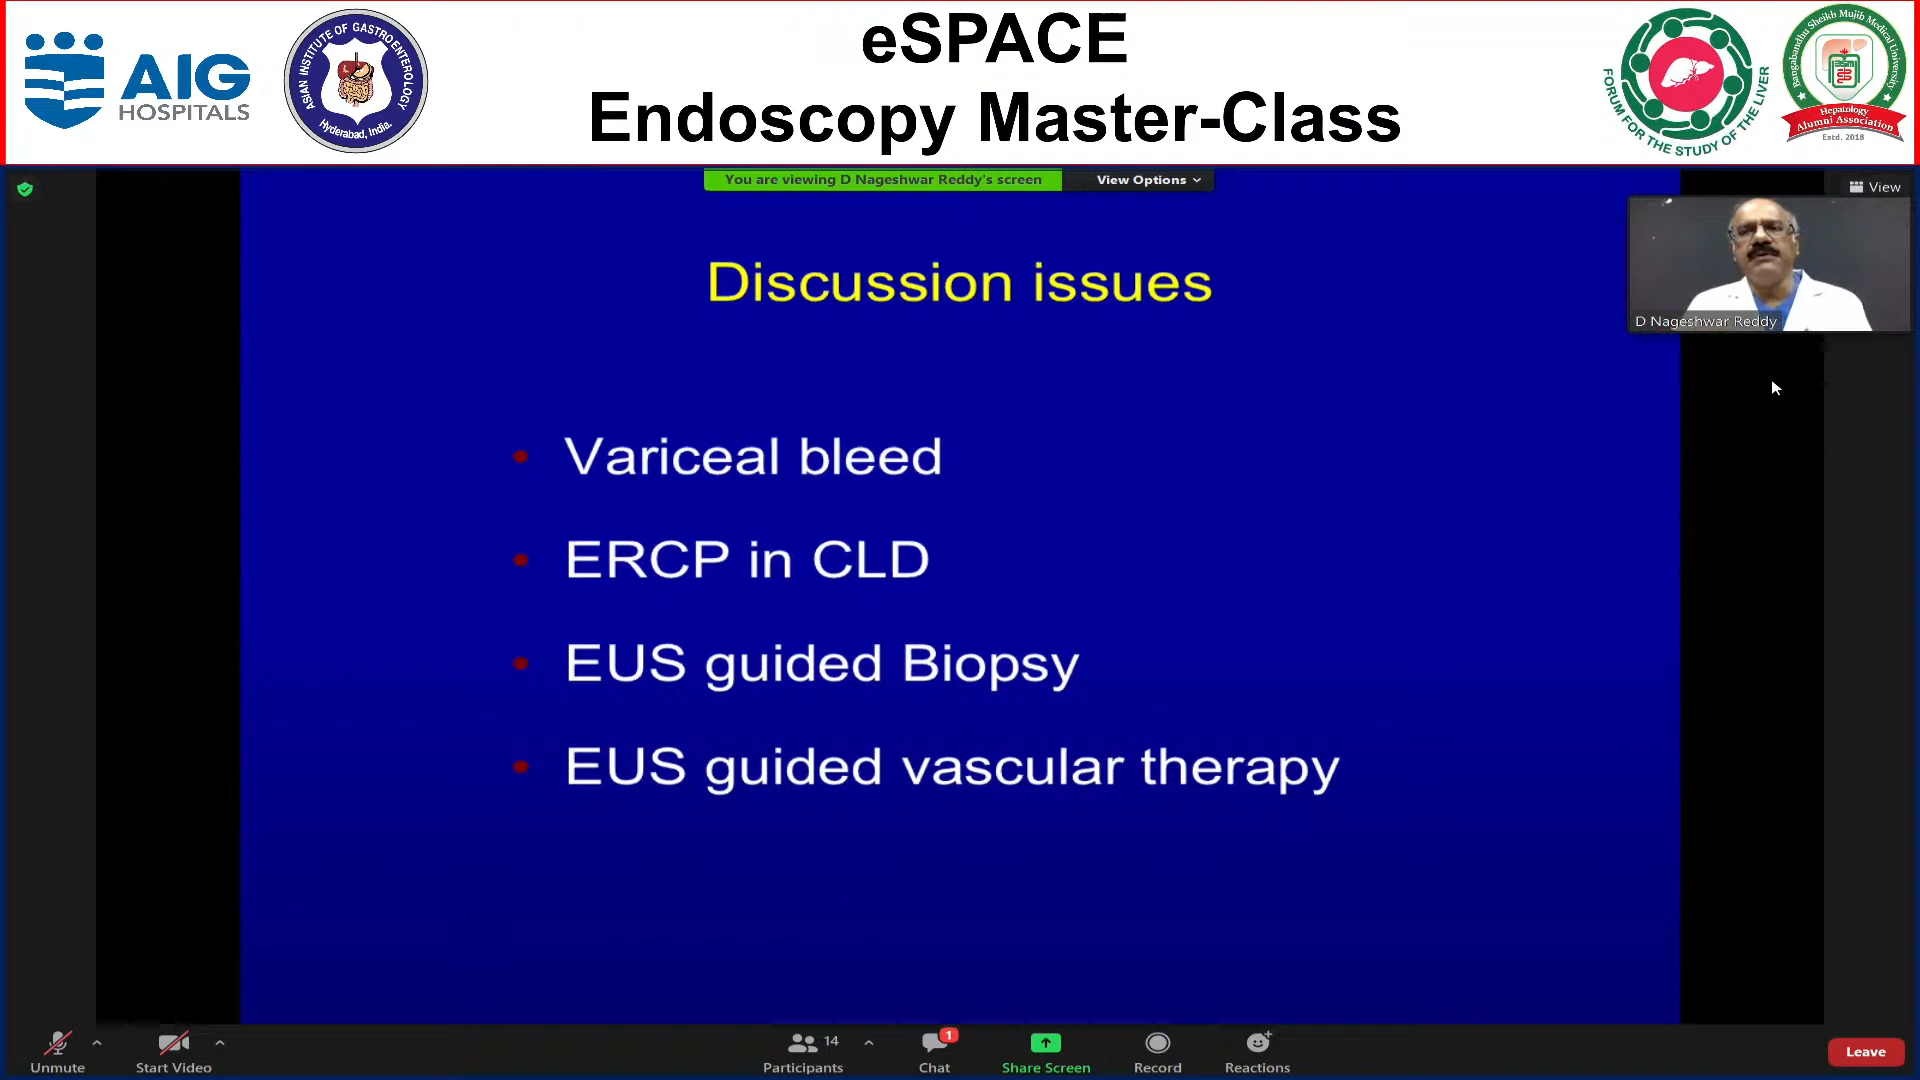 AIG
HOSPITALS
ASIAN INSTITUTE OF GASTROENTEROLOGY
Hyderabad, India.
eSPACE
Endoscopy Master-Class
FORUM FOR THE STUDY OF THE LIVER
Bangabandhu Sheikh Mujib Medical University
Hepatology
Alumni Association
Estd. 2018
You are viewing D Nageshwar Reddy's screen
View Options
View
D Nageshwar Reddy
Discussion issues
• Variceal bleed
• ERCP in CLD
• EUS guided Biopsy
• EUS guided vascular therapy
Unmute
Start Video
14
Participants
1
Chat
Share Screen
Record
Reactions
Leave